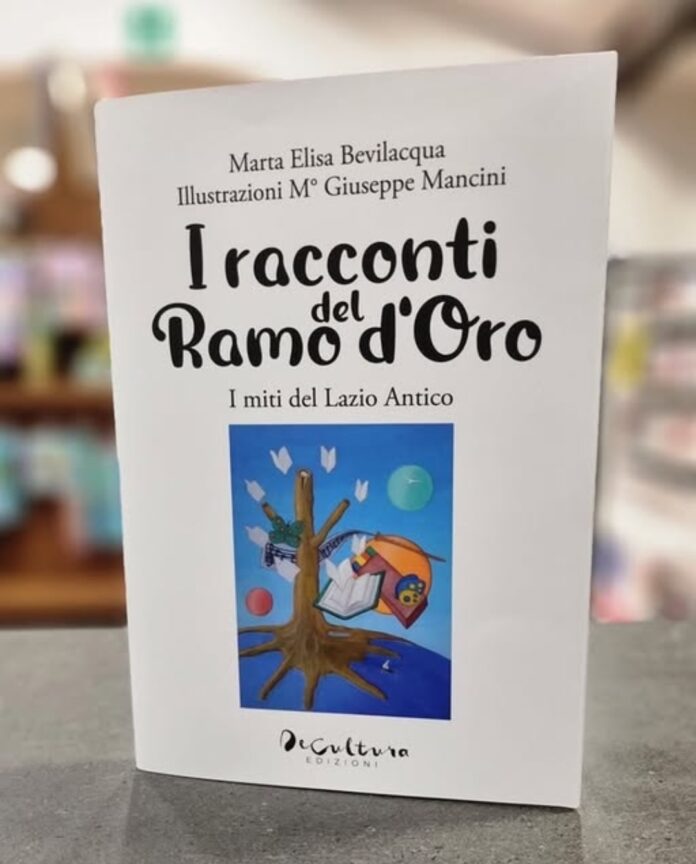 Marta Elisa Bevilacqua
Illustrazioni M° Giuseppe Mancini
I racconti
del
Ramo d'Oro
I miti del Lazio Antico
DeCultura
EDIZIONI